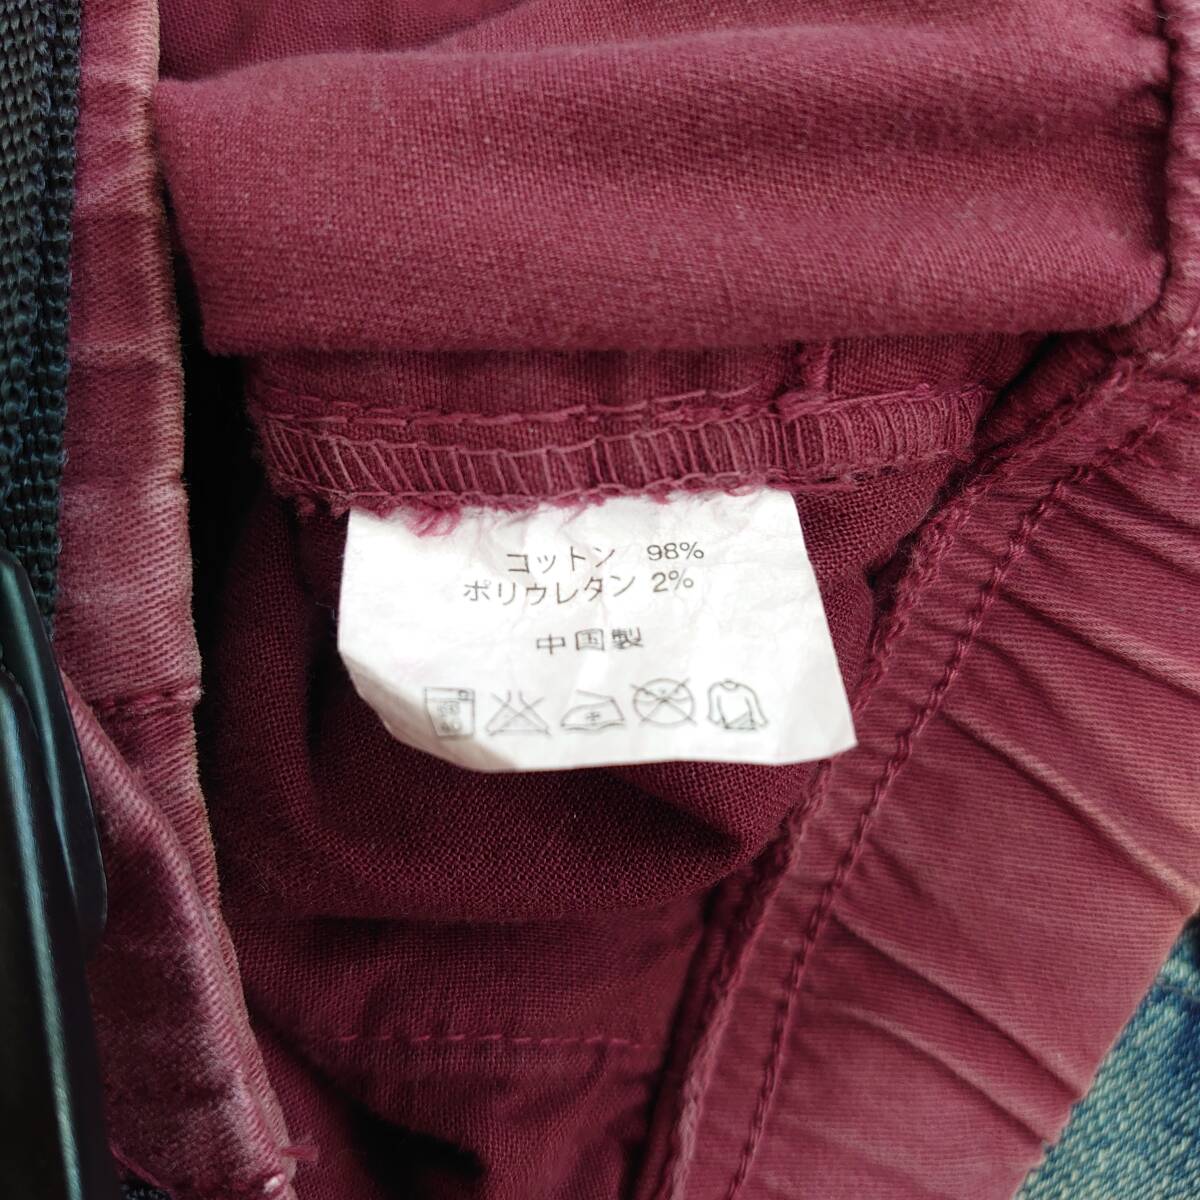 コットン 98%
ポリウレタン 2%
中国製